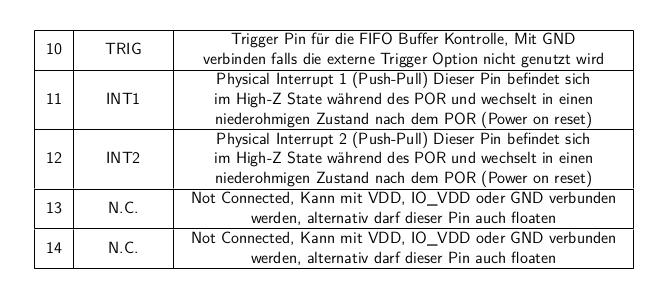 10 TRIG Trigger Pin für die FIFO Buffer Kontrolle, Mit GND
verbinden falls die externe Trigger Option nicht genutzt wird
11 INT1 Physical Interrupt 1 (Push-Pull) Dieser Pin befindet sich
im High-Z State während des POR und wechselt in einen
niederohmigen Zustand nach dem POR (Power on reset)
12 INT2 Physical Interrupt 2 (Push-Pull) Dieser Pin befindet sich
im High-Z State während des POR und wechselt in einen
niederohmigen Zustand nach dem POR (Power on reset)
13 N.C. Not Connected, Kann mit VDD, IO_VDD oder GND verbunden
werden, alternativ darf dieser Pin auch floaten
14 N.C. Not Connected, Kann mit VDD, IO_VDD oder GND verbunden
werden, alternativ darf dieser Pin auch floaten